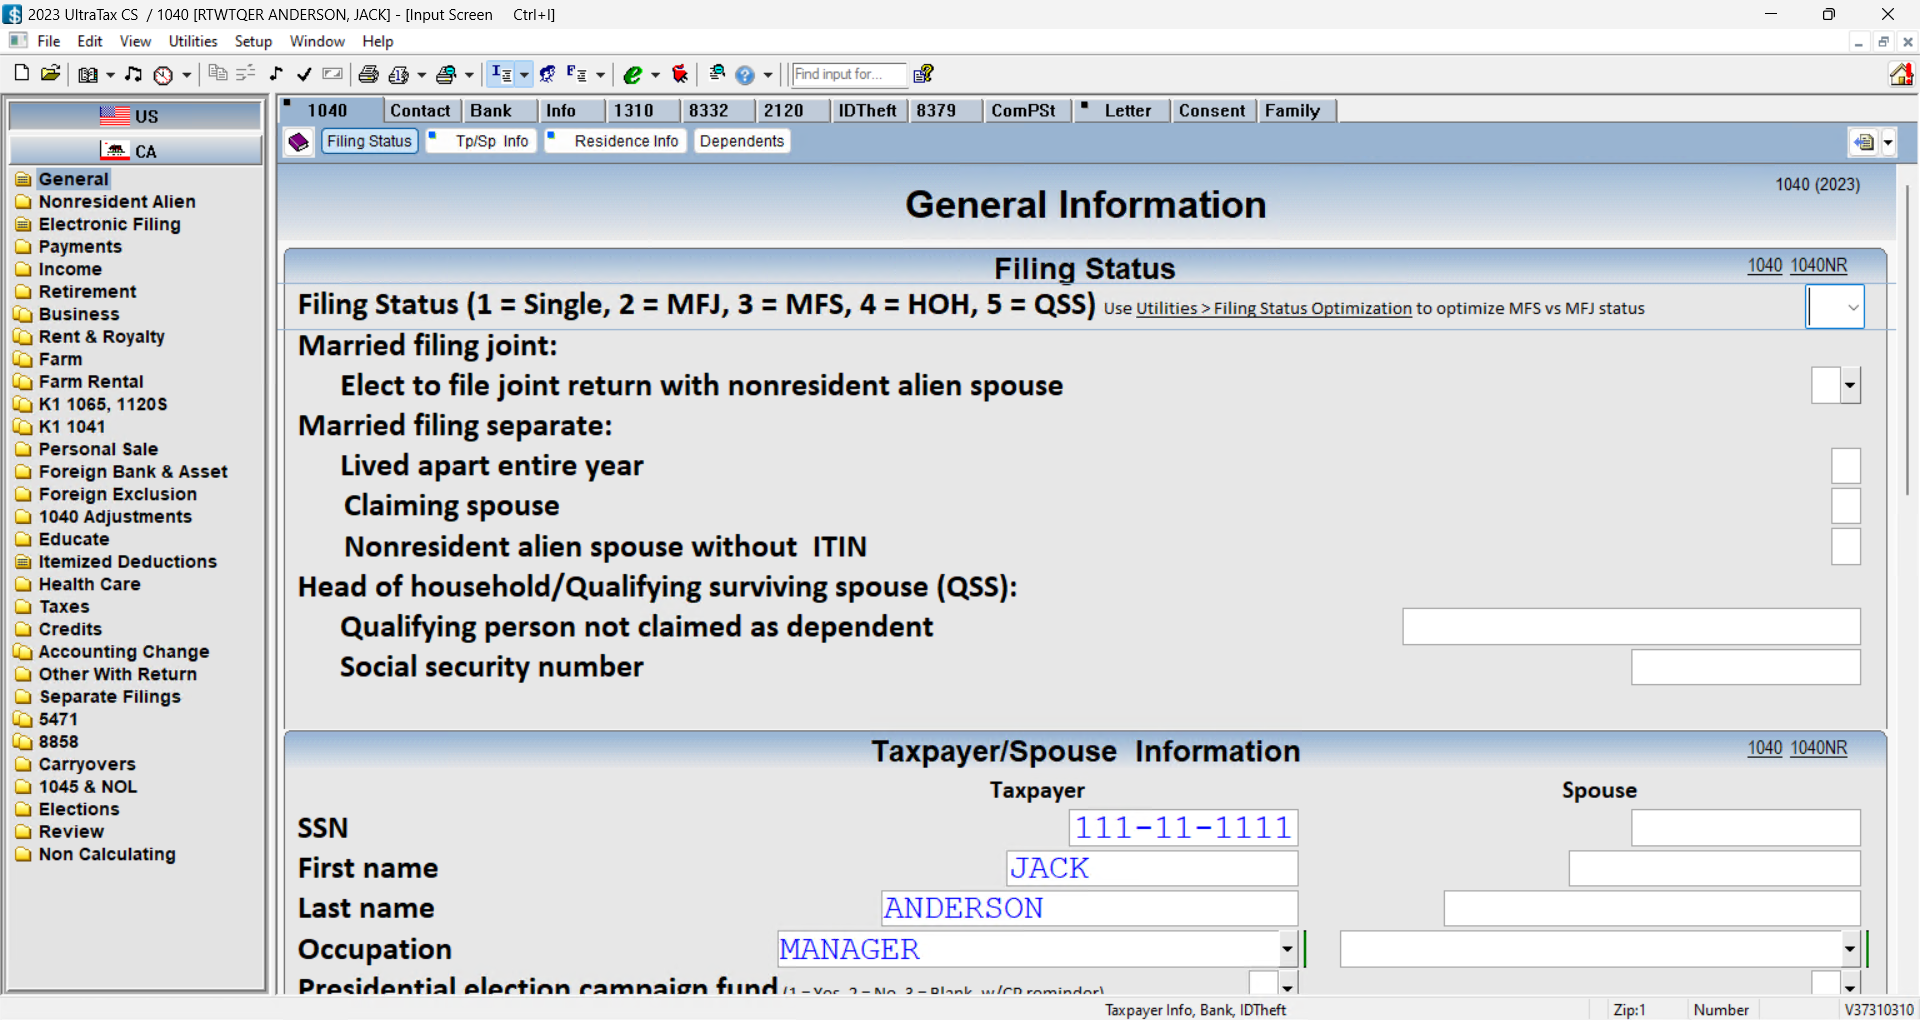 2023 UltraTax CS / 1040 [RTWTQER ANDERSON, JACK] - [Input Screen Ctrl+I]
File Edit View Utilities Setup Window Help
Find input for...
US
CA
General
Nonresident Alien
Electronic Filing
Payments
Income
Retirement
Business
Rent & Royalty
Farm
Farm Rental
K1 1065, 1120S
K1 1041
Personal Sale
Foreign Bank & Asset
Foreign Exclusion
1040 Adjustments
Educate
Itemized Deductions
Health Care
Taxes
Credits
Accounting Change
Other With Return
Separate Filings
5471
8858
Carryovers
1045 & NOL
Elections
Review
Non Calculating
1040 Contact Bank Info 1310 8332 2120 IDTheft 8379 ComPSt Letter Consent Family
Filing Status Tp/Sp Info Residence Info Dependents
1040 (2023)
General Information
Filing Status 1040 1040NR
Filing Status (1 = Single, 2 = MFJ, 3 = MFS, 4 = HOH, 5 = QSS) Use Utilities > Filing Status Optimization to optimize MFS vs MFJ status
Married filing joint:
Elect to file joint return with nonresident alien spouse
Married filing separate:
Lived apart entire year
Claiming spouse
Nonresident alien spouse without ITIN
Head of household/Qualifying surviving spouse (QSS):
Qualifying person not claimed as dependent
Social security number
Taxpayer/Spouse Information 1040 1040NR
Taxpayer Spouse
SSN 111-11-1111
First name JACK
Last name ANDERSON
Occupation MANAGER
Presidential election campaign fund (1 = Yes, 2 = No, 3 = Blank, w/CP reminder)
Taxpayer Info, Bank, IDTheft Zip:1 Number V37310310